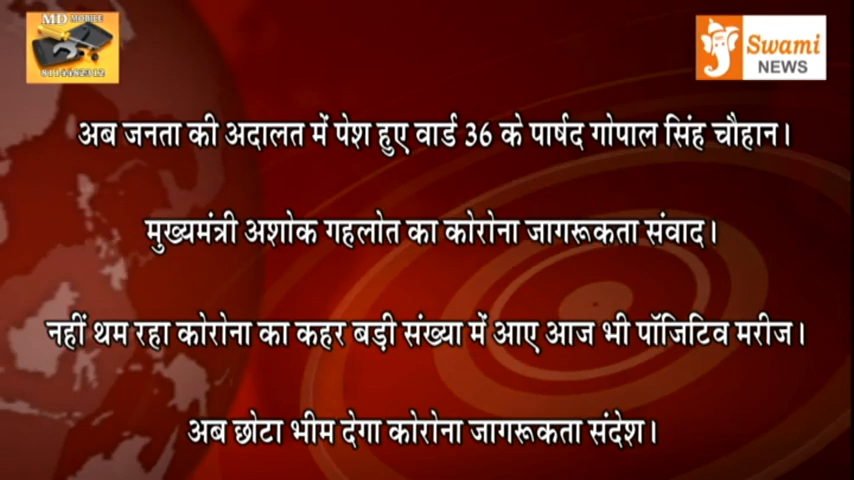 MD MOBILE
Swami
NEWS
अब जनता की अदालत में पेश हुए वार्ड 36 के पार्षद गोपाल सिंह चौहान।
मुख्यमंत्री अशोक गहलोत का कोरोना जागरूकता संवाद।
नहीं थम रहा कोरोना का कहर बड़ी संख्या में आए आज भी पॉजिटिव मरीज।
अब छोटा भीम देगा कोरोना जागरूकता संदेश।